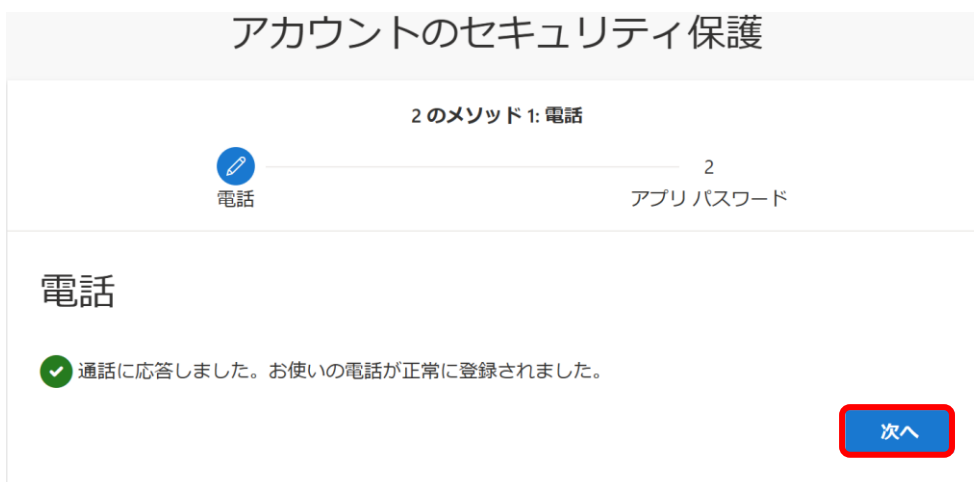 アカウントのセキュリティ保護
2 のメソッド 1: 電話
2
電話
アプリ パスワード
電話
通話に応答しました。お使いの電話が正常に登録されました。
次へ